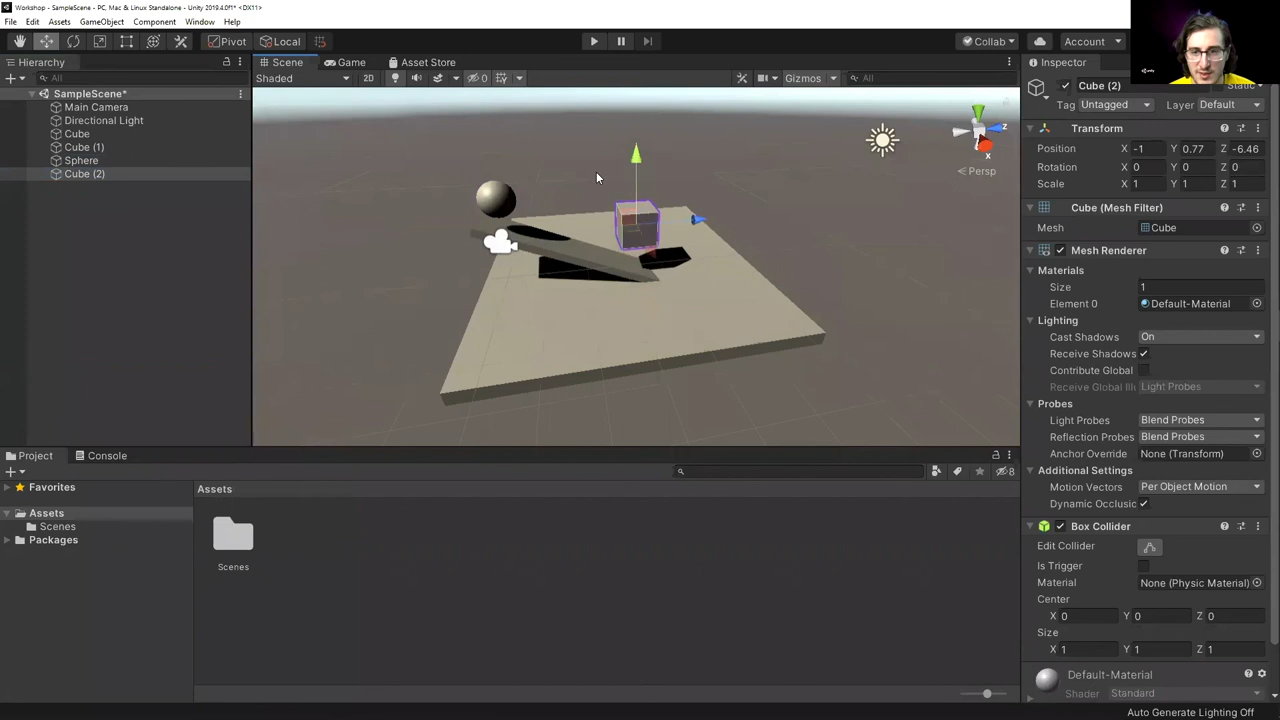 Workshop - SampleScene - PC, Mac & Linux Standalone - Unity 2019.4.0f1* <DX11>
File Edit Assets GameObject Component Window Help
Pivot Local Collab Account
Hierarchy
All
SampleScene*
Main Camera
Directional Light
Cube
Cube (1)
Sphere
Cube (2)
Scene Game Asset Store
Shaded 2D 0 Gizmos All
z
x
Persp
Inspector
Cube (2) Static
Tag Untagged Layer Default
Transform
Position X -1 Y 0.77 Z -6.46
Rotation X 0 Y 0 Z 0
Scale X 1 Y 1 Z 1
Cube (Mesh Filter)
Mesh Cube
Mesh Renderer
Materials
Size 1
Element 0 Default-Material
Lighting
Cast Shadows On
Receive Shadows
Contribute Global
Receive Global Ill Light Probes
Probes
Light Probes Blend Probes
Reflection Probes Blend Probes
Anchor Override None (Transform)
Additional Settings
Motion Vectors Per Object Motion
Dynamic Occlusic
Box Collider
Edit Collider
Is Trigger
Material None (Physic Material)
Center
X 0 Y 0 Z 0
Size
X 1 Y 1 Z 1
Default-Material
Shader Standard
Project Console
8
Favorites
Assets
Scenes
Packages
Assets
Scenes
Auto Generate Lighting Off